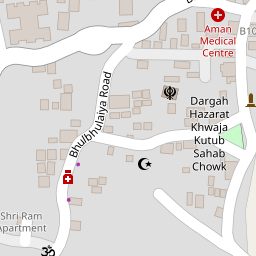 Aman
Medical
Centre
B10
Bhulbhulaiya Road
Dargah
Hazarat
Khwaja
Kutub
Sahab
Chowk
Shri Ram
Apartment
ॐ